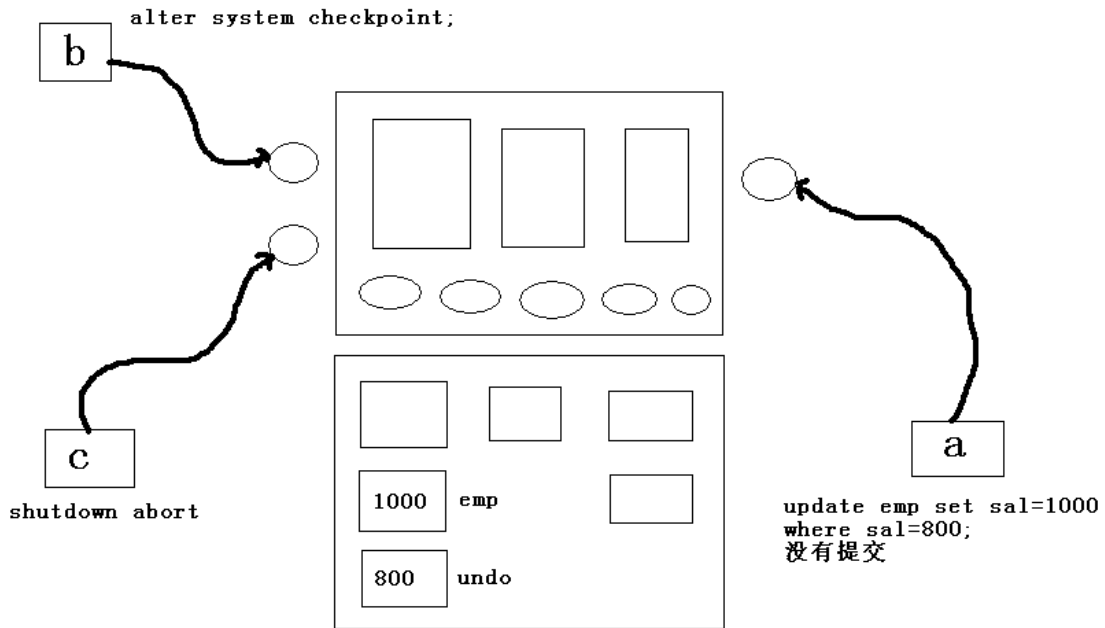 alter system checkpoint;
b
c
shutdown abort
1000 emp
800 undo
a
update emp set sal=1000
where sal=800;
没有提交